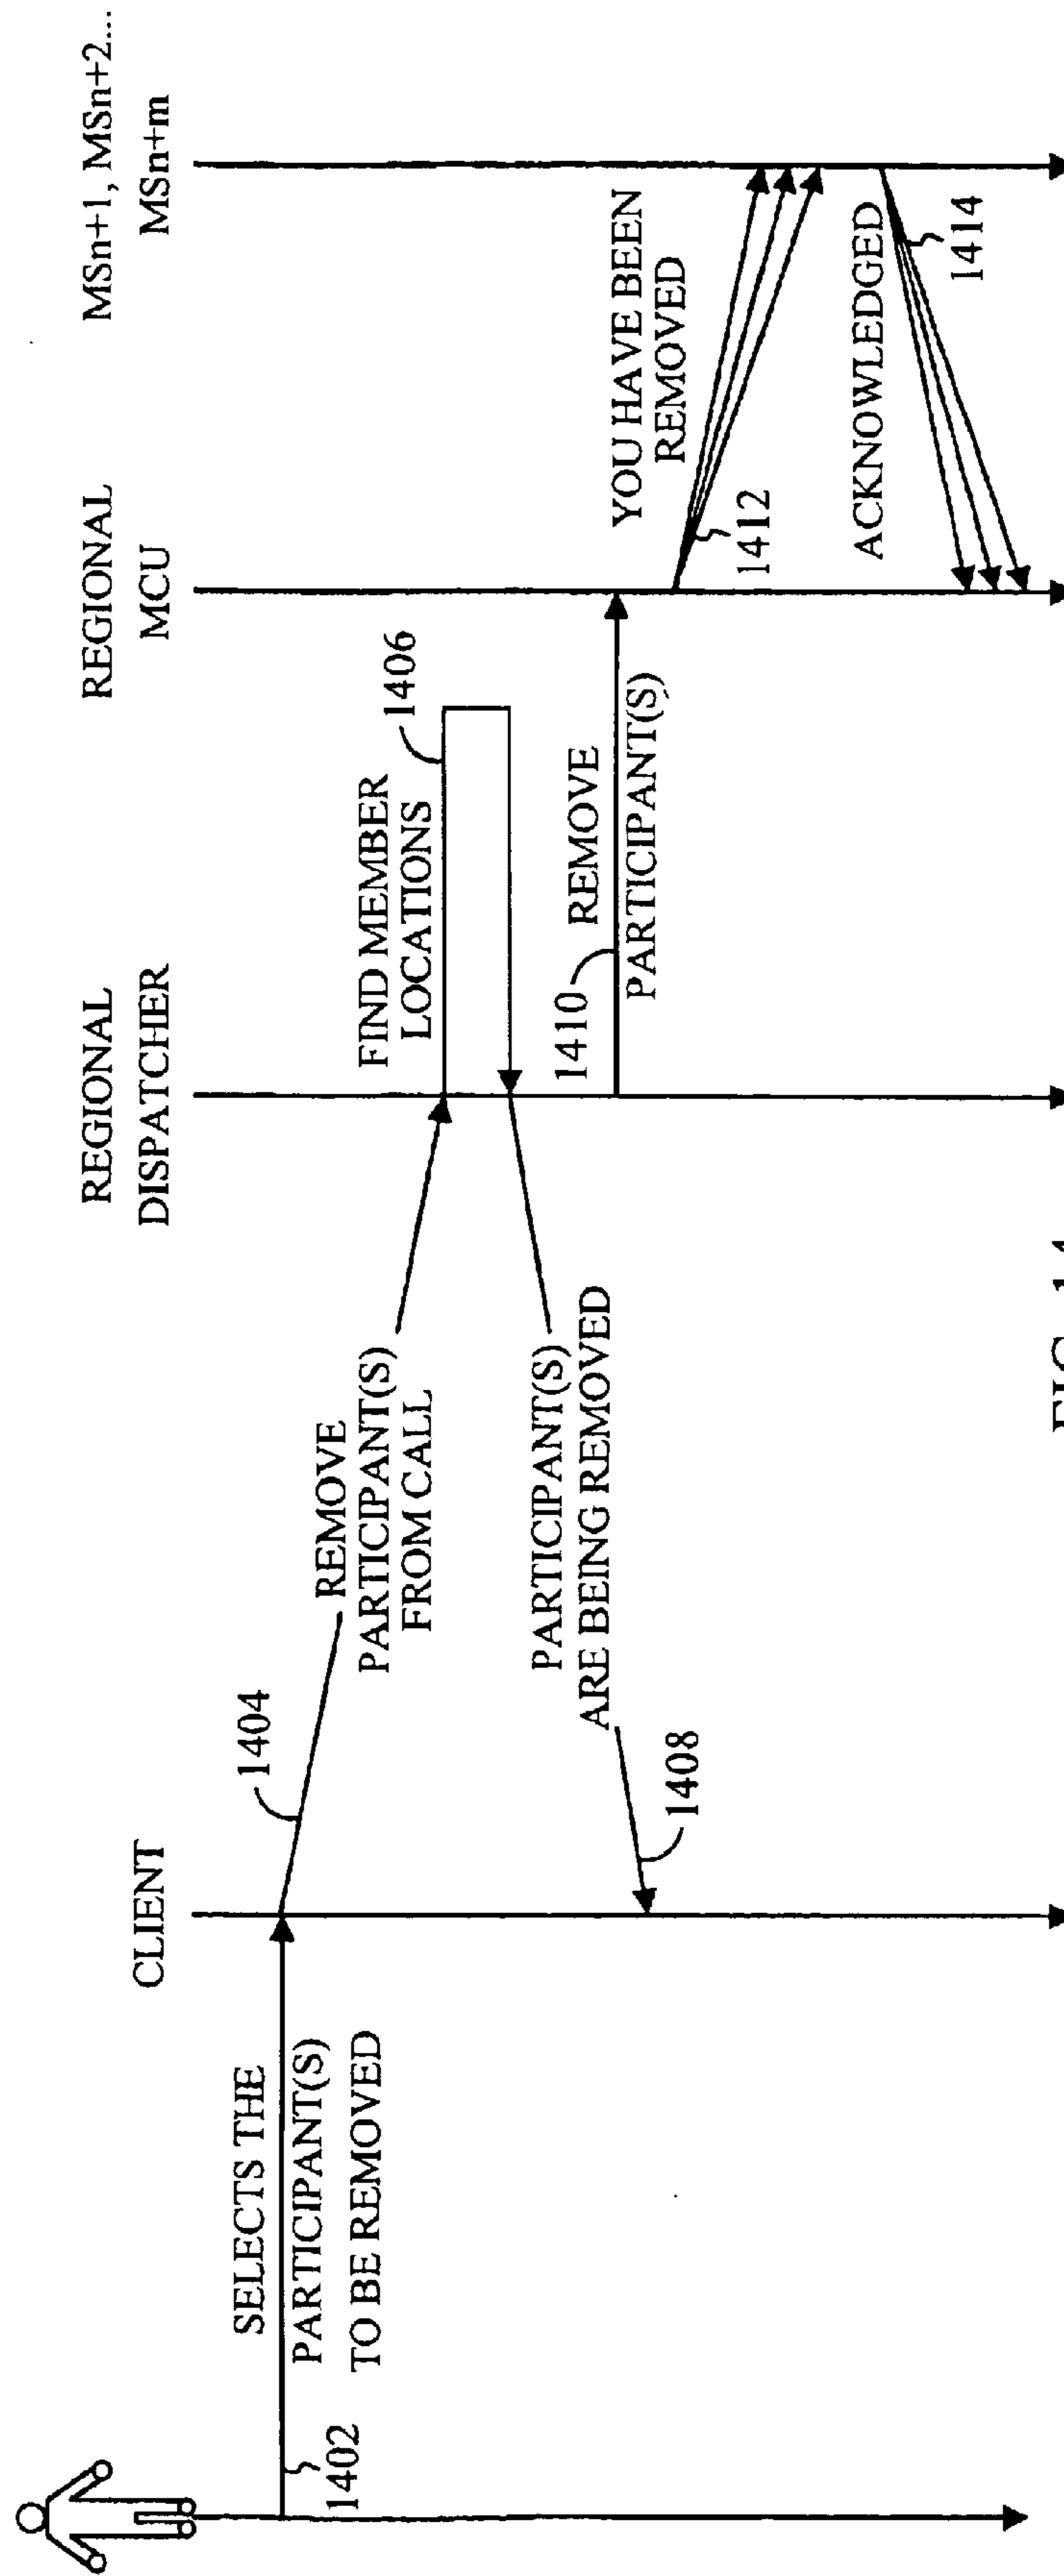 CLIENT
REGIONAL
DISPATCHER
REGIONAL
MCU
MSn+1, MSn+2...
MSn+m
SELECTS THE
PARTICIPANT(S)
TO BE REMOVED
1402
1404
REMOVE
PARTICIPANT(S)
FROM CALL
FIND MEMBER
LOCATIONS
1406
PARTICIPANT(S)
ARE BEING REMOVED
1408
1410
REMOVE
PARTICIPANT(S)
YOU HAVE BEEN
REMOVED
1412
ACKNOWLEDGED
1414
FIG. 14